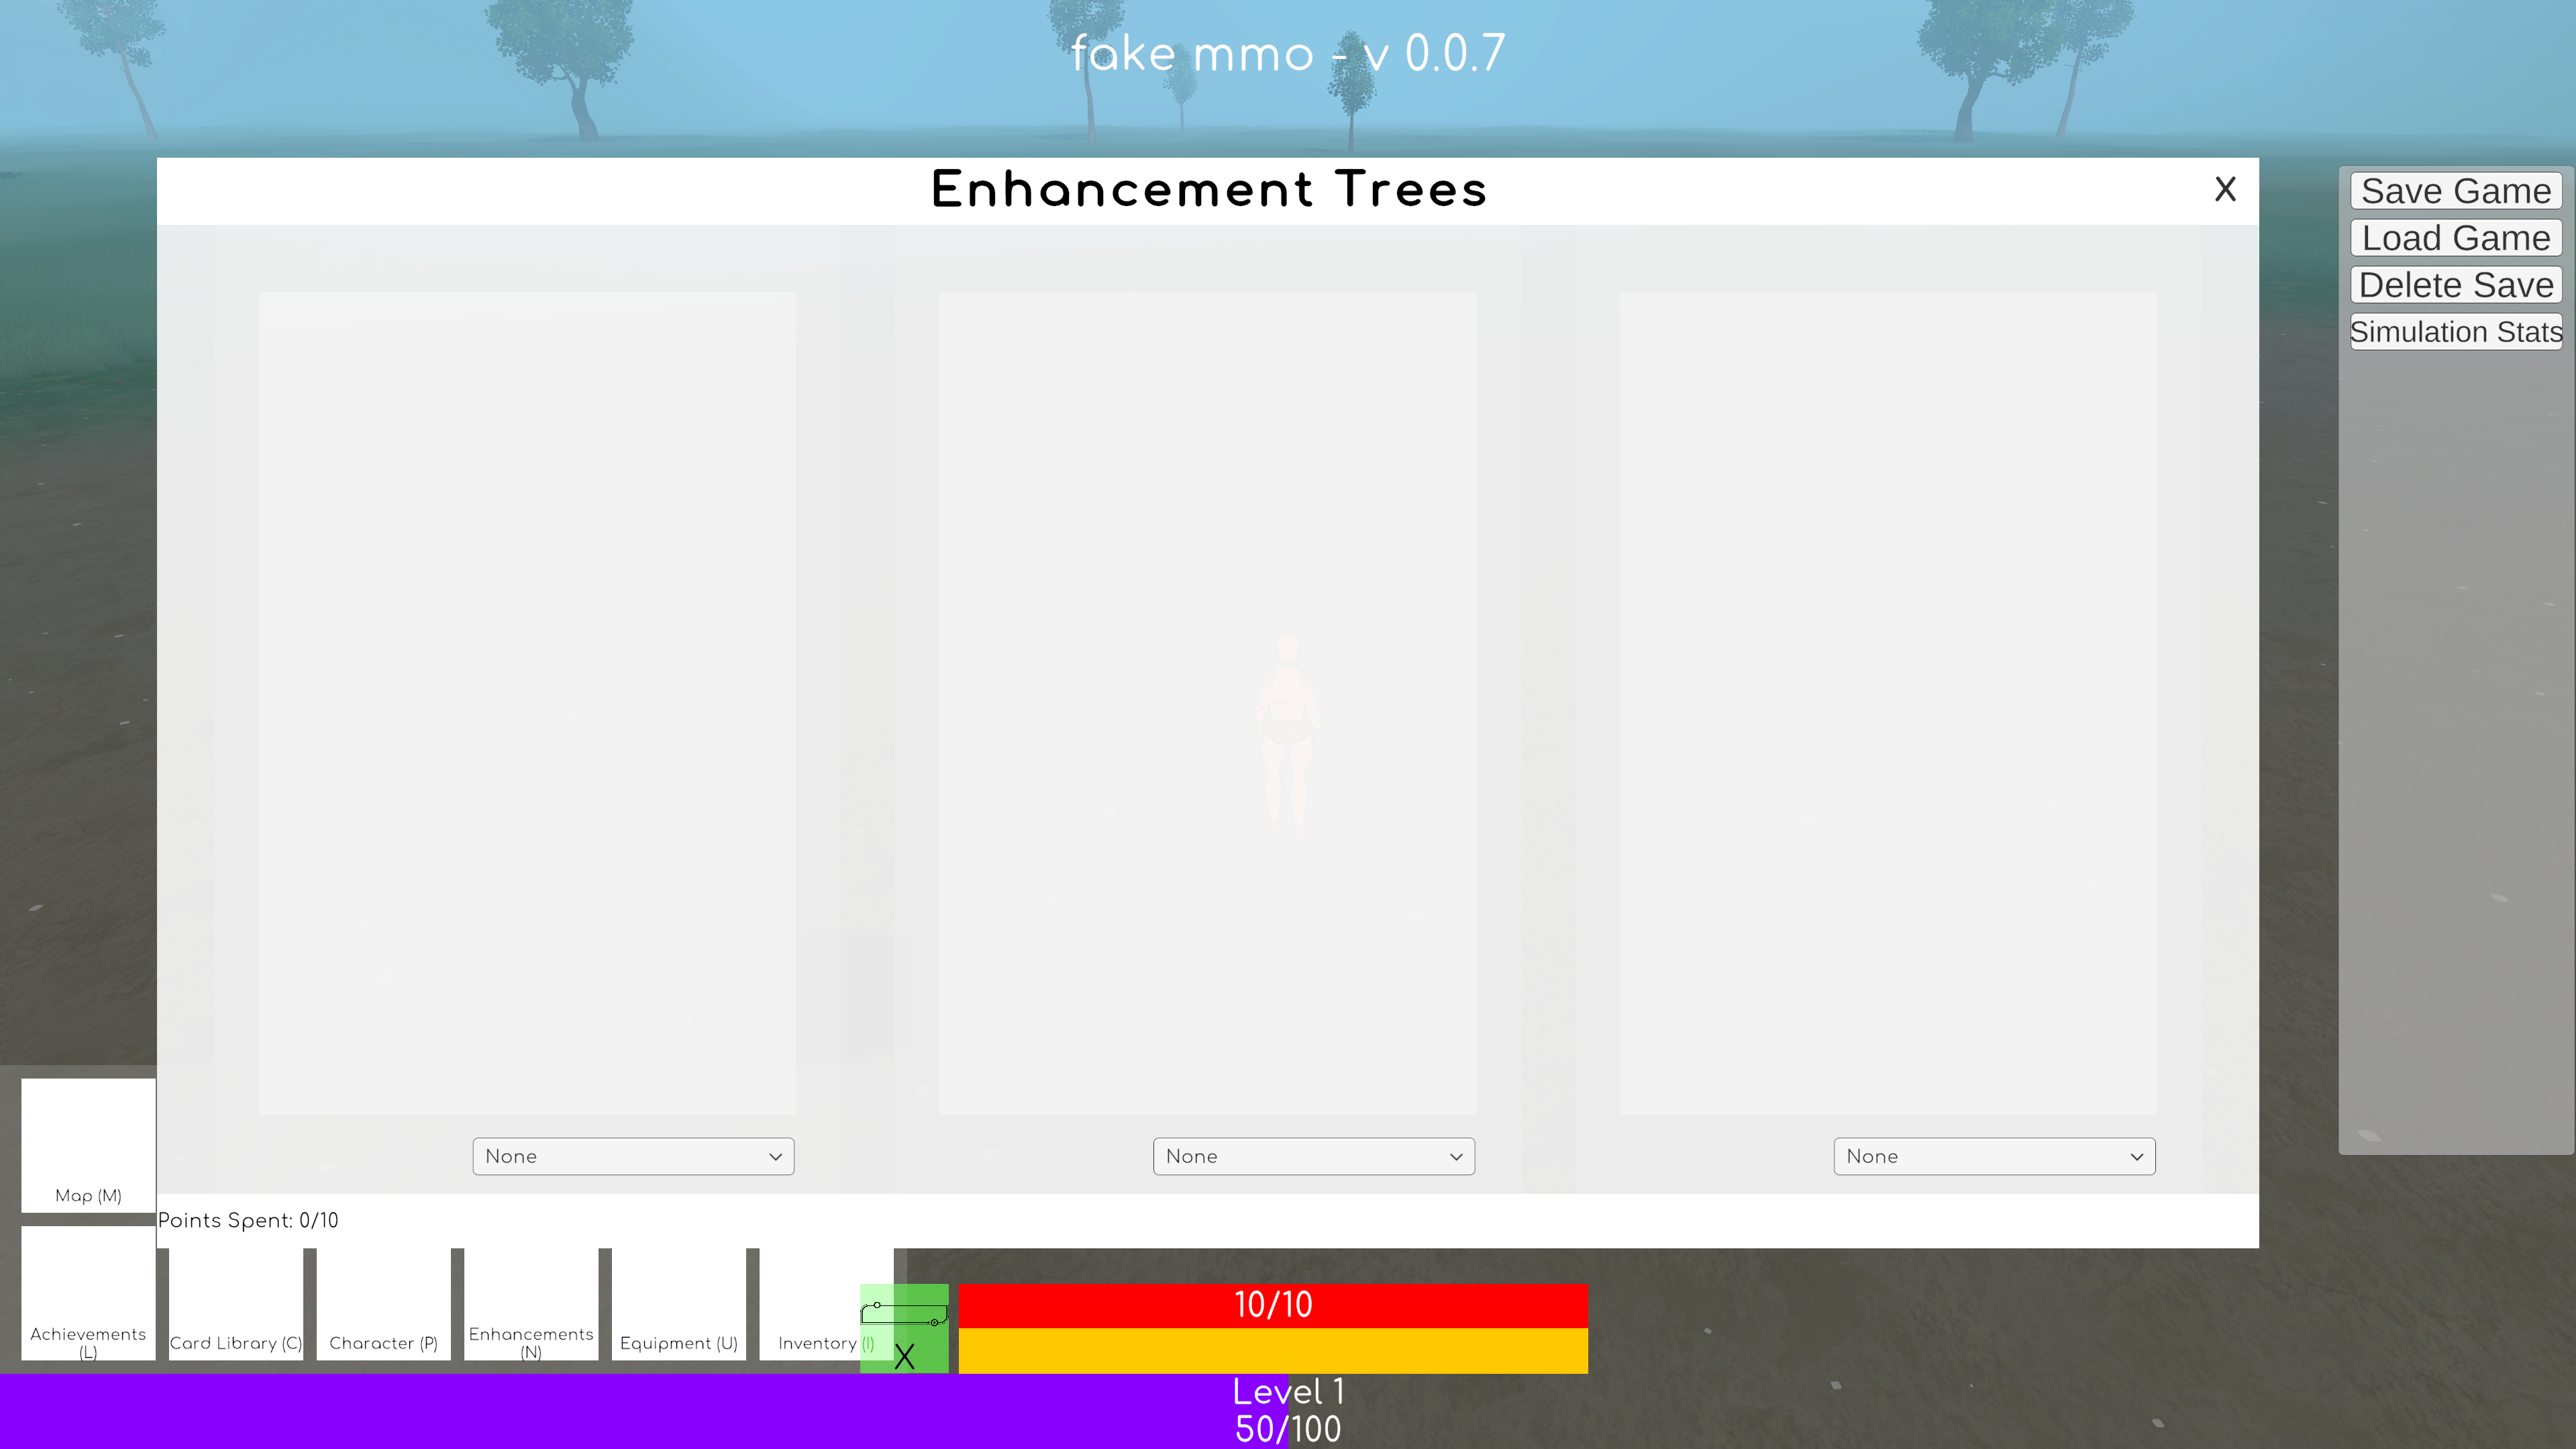 fake mmo - v 0.0.7
Enhancement Trees
X
Save Game
Load Game
Delete Save
Simulation Stats
None
None
None
Map (M)
Points Spent: 0/10
Achievements
(L)
Card Library (C)
Character (P)
Enhancements
(N)
Equipment (U)
Inventory (I)
X
10/10
Level 1
50/100